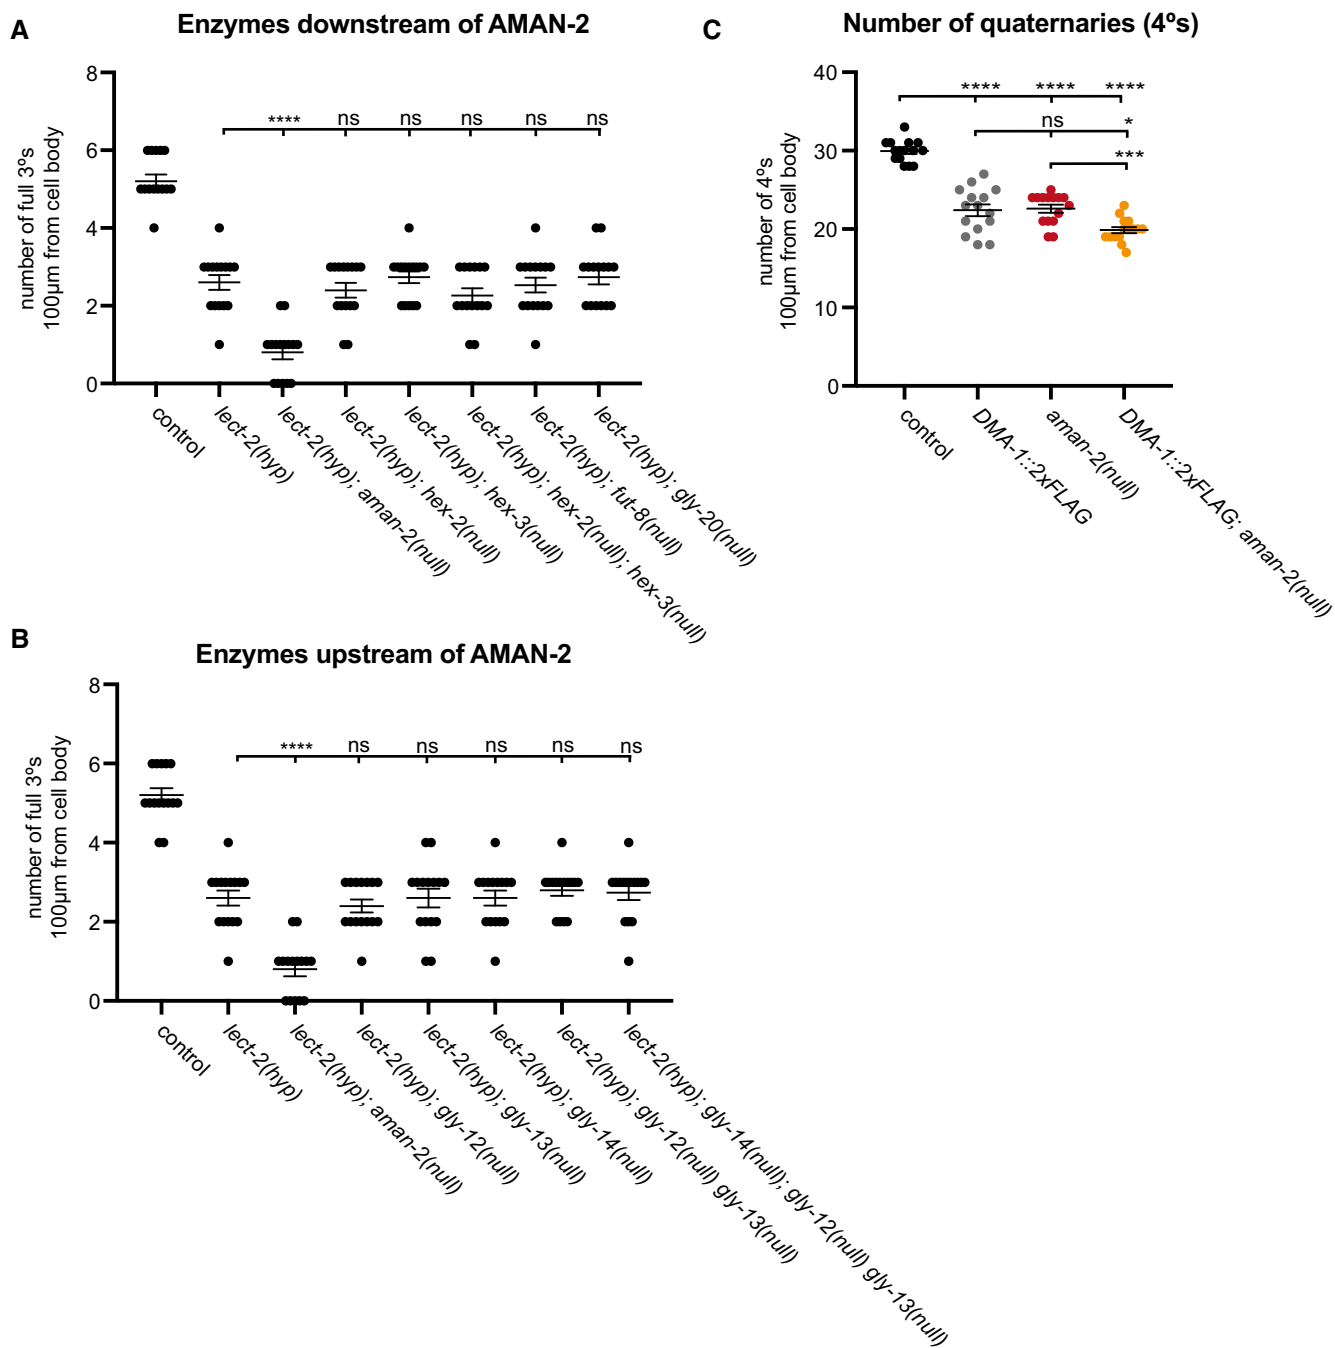 A
Enzymes downstream of AMAN-2
number of full 3ºs
100µm from cell body
8
6
4
2
0
****
ns
ns
ns
ns
ns
control
lect-2(hyp)
lect-2(hyp); aman-2(null)
lect-2(hyp); hex-2(null)
lect-2(hyp); hex-3(null)
lect-2(hyp); hex-2(null); hex-3(null)
lect-2(hyp); fut-8(null)
lect-2(hyp); gly-20(null)
C
Number of quaternaries (4ºs)
number of 4ºs
100µm from cell body
40
30
20
10
0
****
****
****
ns
*
***
control
DMA-1::2xFLAG
aman-2(null)
DMA-1::2xFLAG; aman-2(null)
B
Enzymes upstream of AMAN-2
number of full 3ºs
100µm from cell body
8
6
4
2
0
****
ns
ns
ns
ns
ns
control
lect-2(hyp)
lect-2(hyp); aman-2(null)
lect-2(hyp); gly-12(null)
lect-2(hyp); gly-13(null)
lect-2(hyp); gly-14(null)
lect-2(hyp); gly-12(null) gly-13(null)
lect-2(hyp); gly-14(null); gly-12(null) gly-13(null)